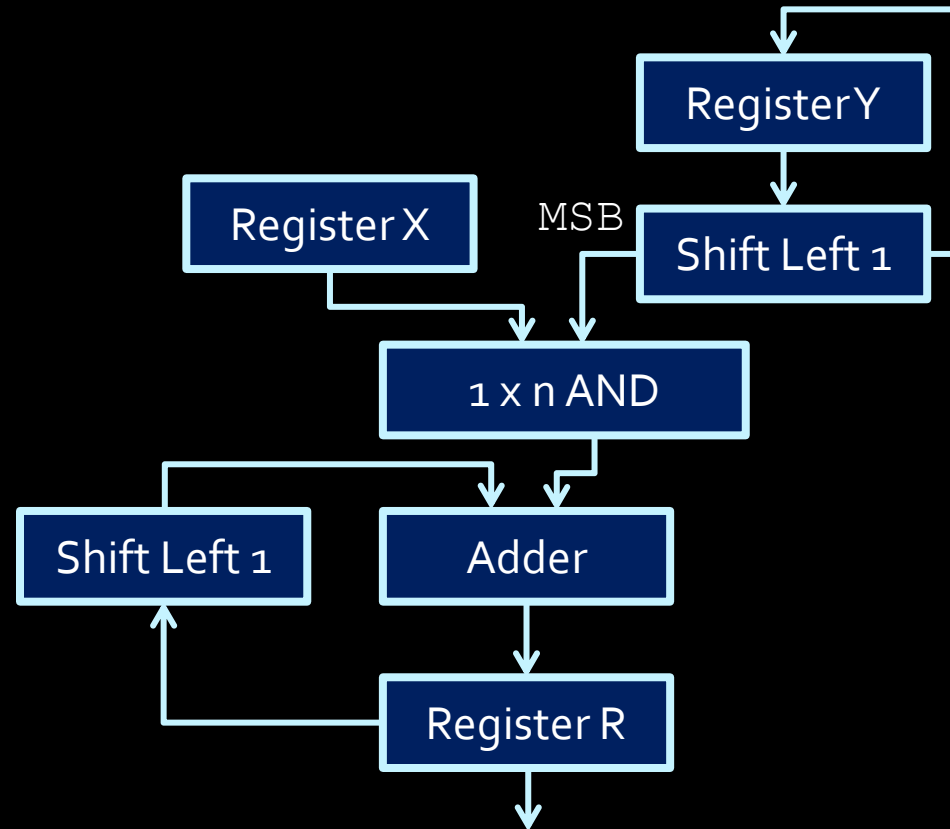 Register Y
Register X
MSB
Shift Left 1
1 x n AND
Shift Left 1
Adder
Register R